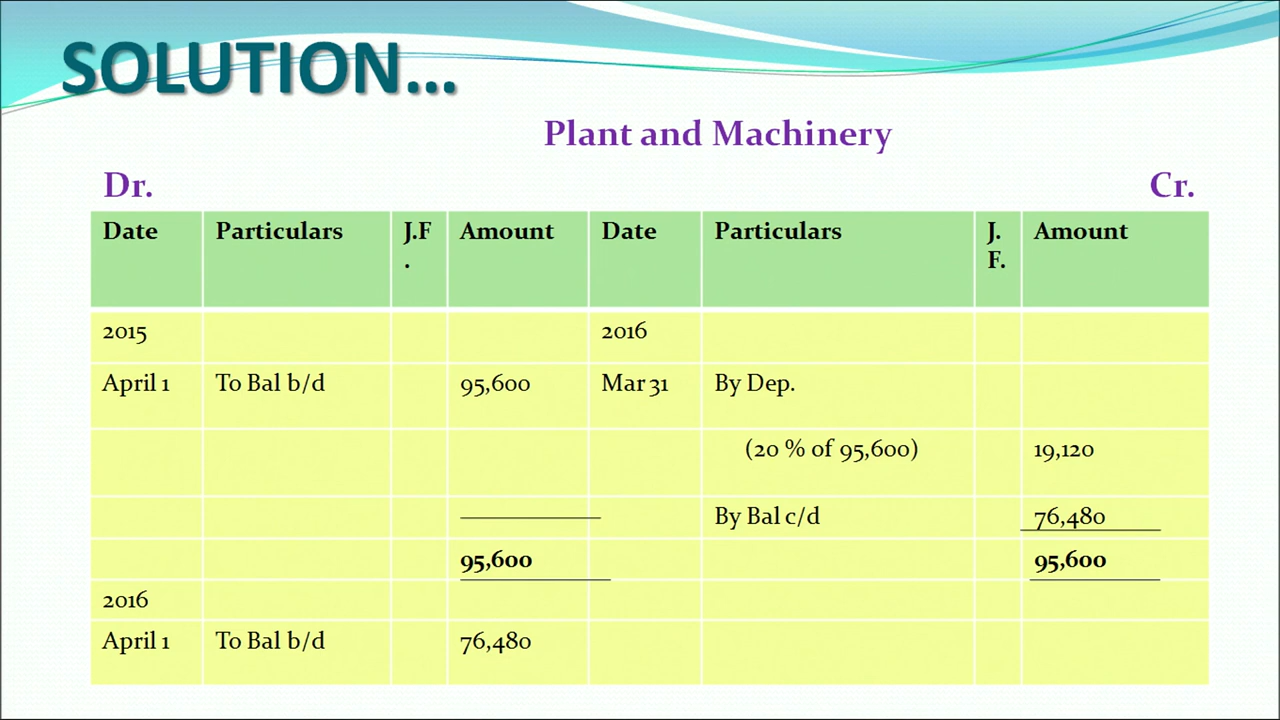 SOLUTION...
Plant and Machinery
Dr. Cr.
Date Particulars J.F Amount Date Particulars J. Amount
. F.
2015 2016
April 1 To Bal b/d 95,600 Mar 31 By Dep.
(20 % of 95,600) 19,120
By Bal c/d 76,480
95,600 95,600
2016
April 1 To Bal b/d 76,480